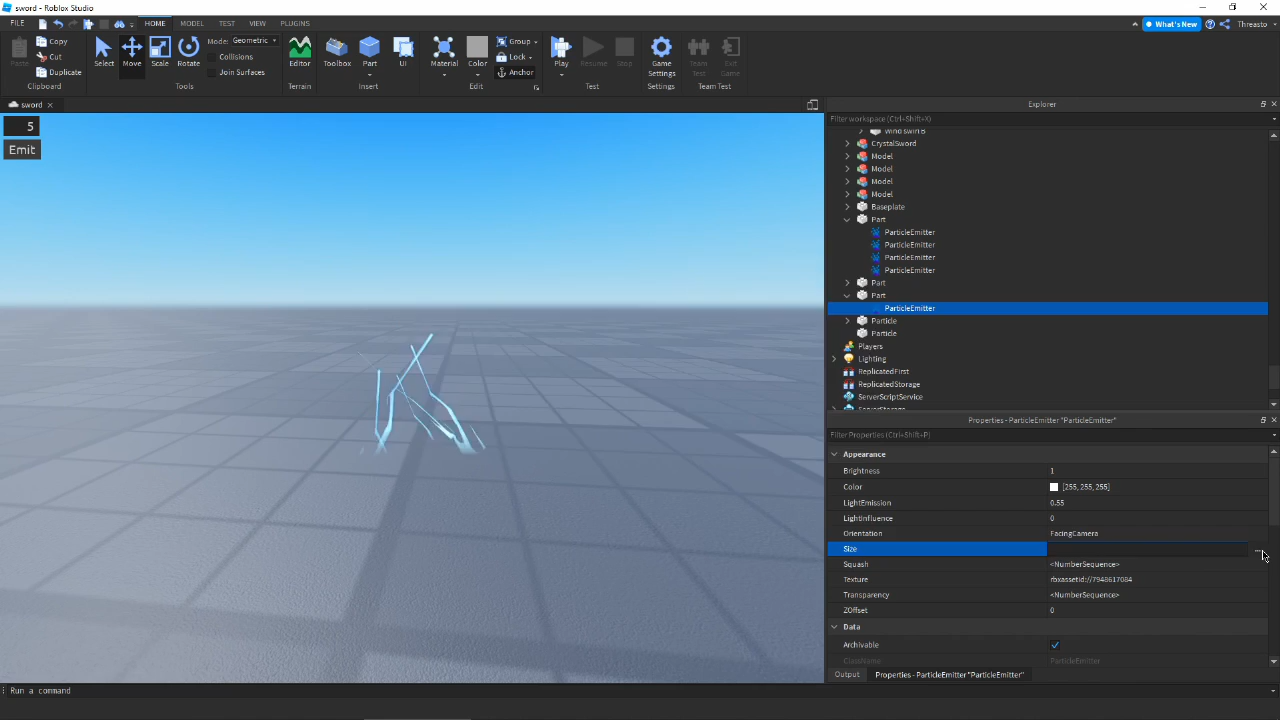 sword - Roblox Studio
FILE HOME MODEL TEST VIEW PLUGINS What's New Threasto
Paste Copy Cut Duplicate Clipboard
Select Move Scale Rotate Mode: Geometric Collisions Join Surfaces Tools
Editor Terrain
Toolbox Part UI Insert
Material Color Group Lock Anchor Edit
Play Resume Stop Test
Game Settings Settings
Team Test Exit Game Team Test
sword
5
Emit
Explorer
Filter workspace (Ctrl+Shift+X)
CrystalSword
Model
Model
Model
Model
Baseplate
Part
ParticleEmitter
ParticleEmitter
ParticleEmitter
ParticleEmitter
Part
Part
ParticleEmitter
Particle
Particle
Players
Lighting
ReplicatedFirst
ReplicatedStorage
ServerScriptService
ServerStorage
Properties - ParticleEmitter "ParticleEmitter"
Filter Properties (Ctrl+Shift+P)
Appearance
Brightness 1
Color [255, 255, 255]
LightEmission 0.55
LightInfluence 0
Orientation FacingCamera
Size ...
Squash <NumberSequence>
Texture rbxassetid://7948617084
Transparency <NumberSequence>
ZOffset 0
Data
Archivable
ClassName ParticleEmitter
Output Properties - ParticleEmitter "ParticleEmitter"
Run a command